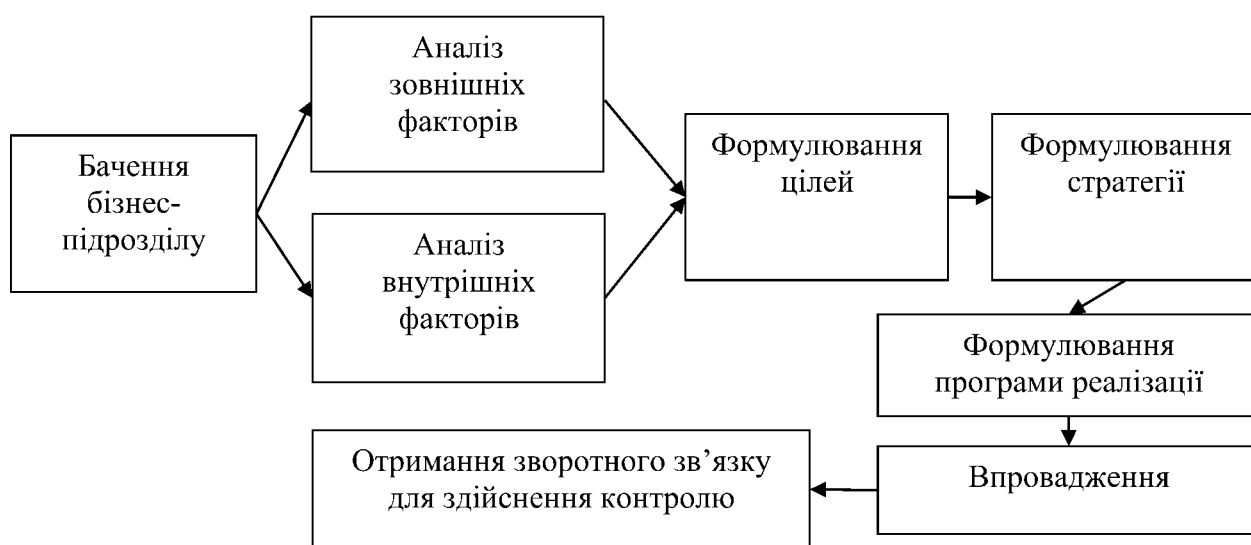 Бачення
бізнес-
підрозділу
Аналіз
зовнішніх
факторів
Аналіз
внутрішніх
факторів
Формулювання
цілей
Формулювання
стратегії
Формулювання
програми реалізації
Впровадження
Отримання зворотного зв’язку
для здійснення контролю